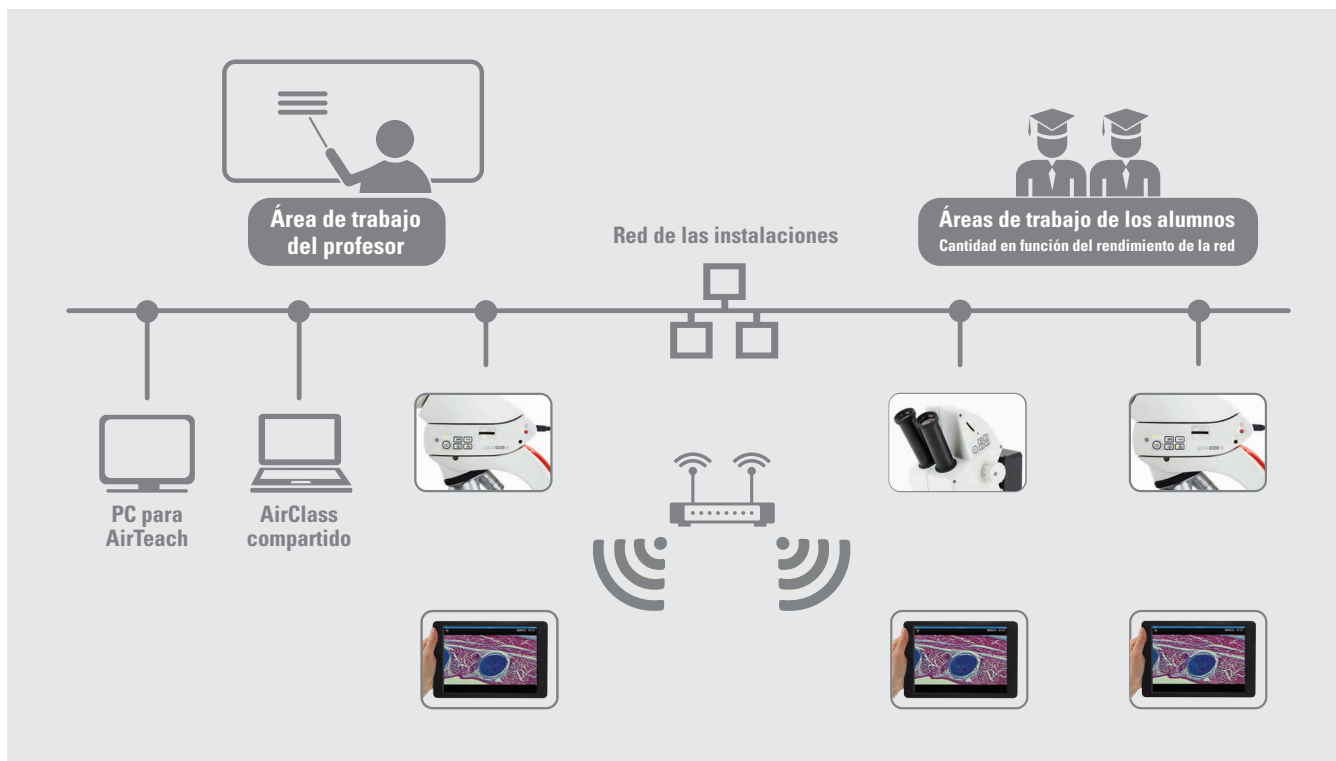 Área de trabajo
del profesor
Red de las instalaciones
Áreas de trabajo de los alumnos
Cantidad en función del rendimiento de la red
PC para
AirTeach
AirClass
compartido